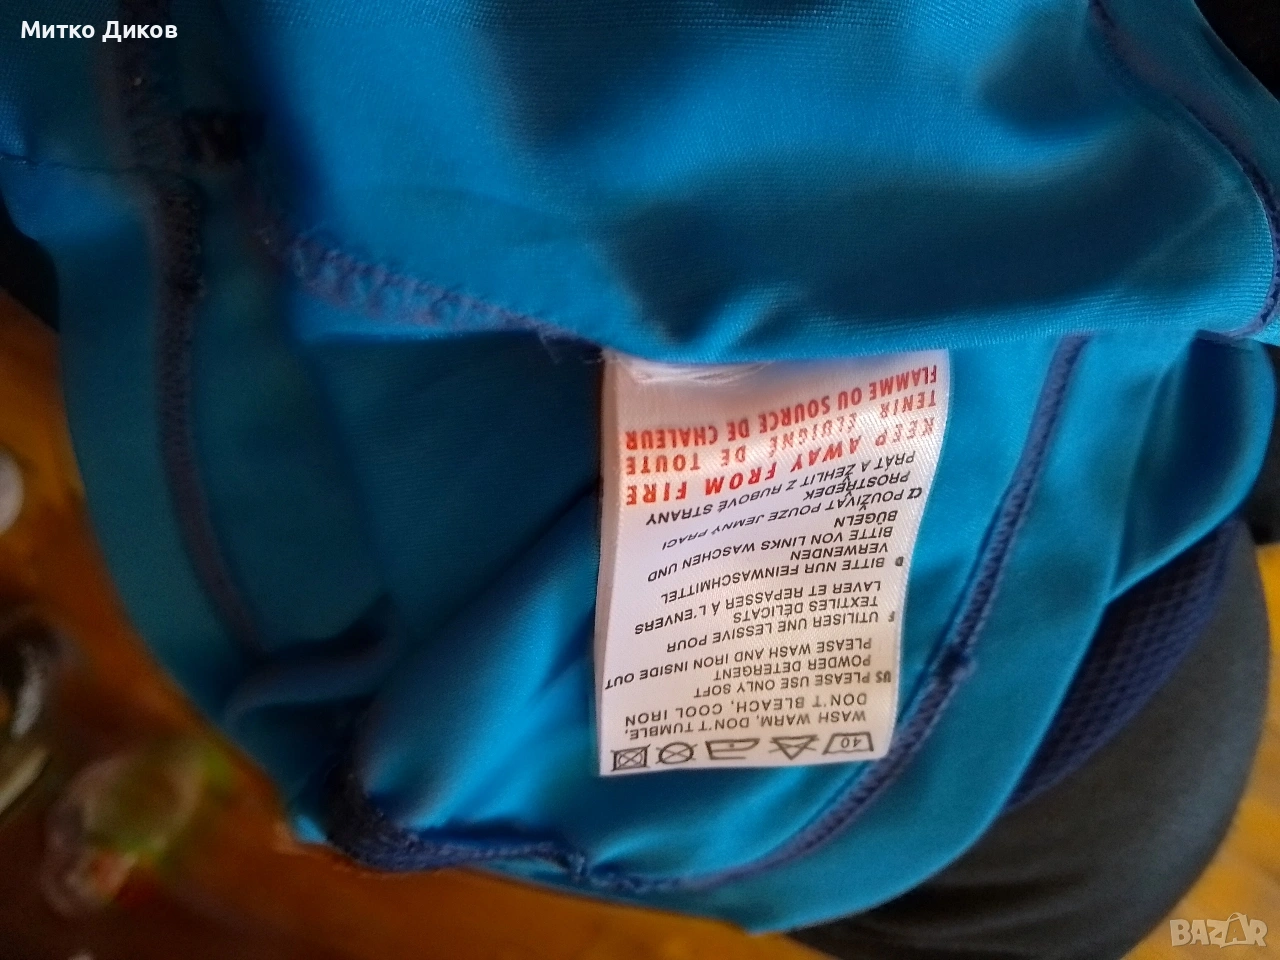 Митко Диков
40
WASH WARM, DON'T TUMBLE,
DON'T BLEACH, COOL IRON
US PLEASE USE ONLY SOFT
POWDER DETERGENT
PLEASE WASH AND IRON INSIDE OUT
F UTILISER UNE LESSIVE POUR
TEXTILES DÉLICATS
LAVER ET REPASSER À L'ENVERS
D BITTE NUR FEINWASCHMITTEL
VERWENDEN
BITTE VON LINKS WASCHEN UND
BÜGELN
CZ POUŽÍVAT POUZE JEMNÝ PRACÍ
PROSTŘEDEK
PRÁT A ŽEHLIT Z RUBOVÉ STRANY
KEEP AWAY FROM FIRE
TENIR ÉLOIGNÉ DE TOUTE
FLAMME OU SOURCE DE CHALEUR
BAZAR